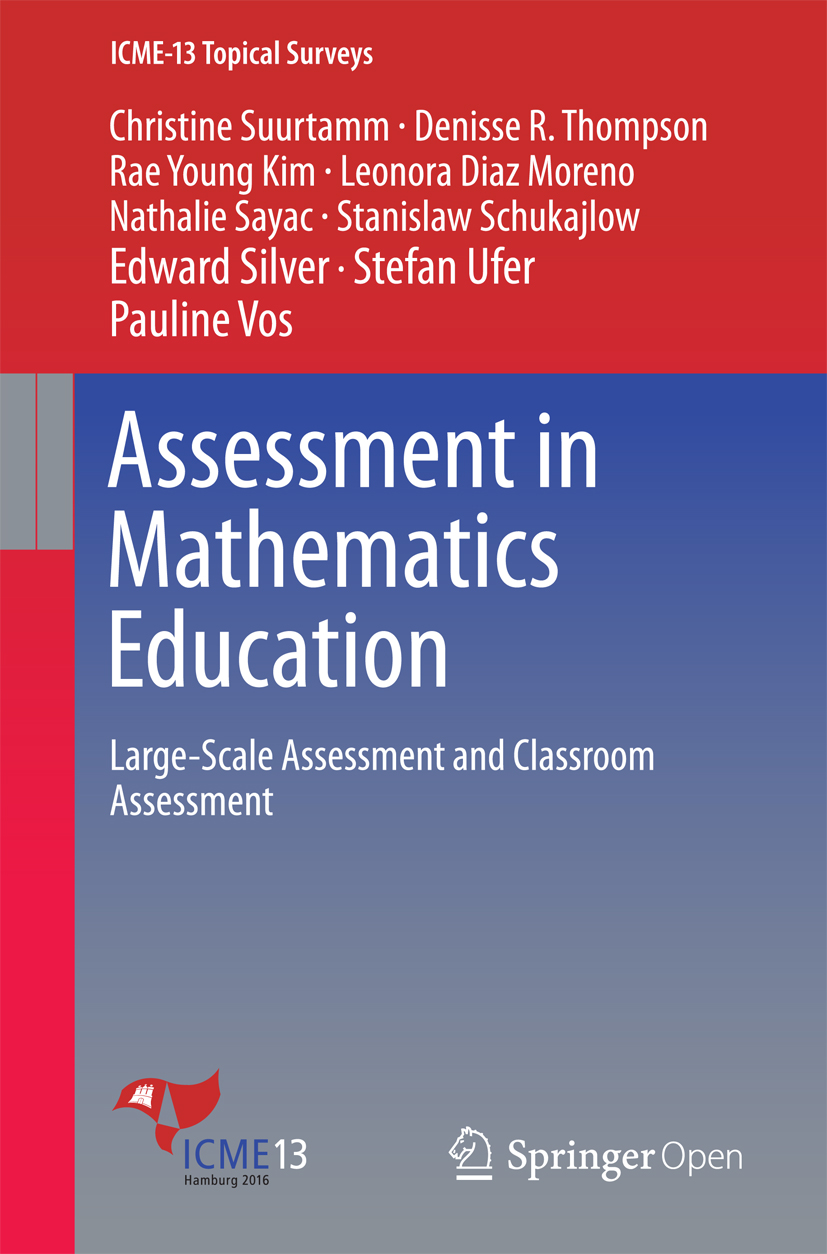 ICME-13 Topical Surveys
Christine Suurtamm · Denisse R. Thompson
Rae Young Kim · Leonora Diaz Moreno
Nathalie Sayac · Stanislaw Schukajlow
Edward Silver · Stefan Ufer
Pauline Vos
Assessment in
Mathematics
Education
Large-Scale Assessment and Classroom
Assessment
ICME13
Hamburg 2016
Springer Open